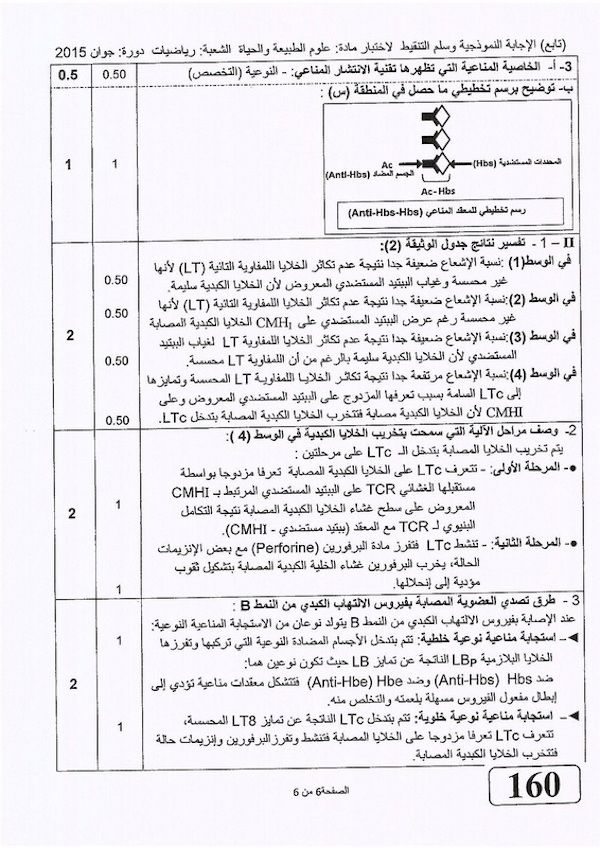 (تابع) الإجابة النموذجية وسلم التنقيط لاختبار مادة: علوم الطبيعة والحياة الشعبة: رياضيات دورة: جوان 2015
3- أ- الخاصية المناعية التي تظهرها تقنية الانتشار المناعي: - النوعية (التخصص) 0.50 0.5
ب- توضيح برسم تخطيطي ما حصل في المنطقة (س) :
المحددات المستضدية (Hbs) Ac
الجسم المضاد (Anti-Hbs)
1 1
Ac-Hbs
رسم تخطيطي للمعقد المناعي (Anti-Hbs-Hbs)
II – 1 - تفسير نتائج جدول الوثيقة (2):
في الوسط(1) :نسبة الإشعاع ضعيفة جدا نتيجة عدم تكاثر الخلايا اللمفاوية التائية (LT) لأنها
غير محسسة وغياب الببتيد المستضدي المعروض لأن الخلايا الكبدية سليمة. 0.50
في الوسط (2): نسبة الإشعاع ضعيفة جدا نتيجة عدم تكاثر الخلايا اللمفاوية التائية (LT) لأنها
غير محسسة رغم عرض الببتيد المستضدي على CMHI الخلايا الكبدية المصابة 0.50
في الوسط (3): نسبة الإشعاع ضعيفة جدا نتيجة عدم تكاثر الخلايا اللمفاوية LT لغياب الببتيد 2
المستضدي لأن الخلايا الكبدية سليمة بالرغم من أن اللمفاوية LT محسسة. 0.50
في الوسط (4): نسبة الإشعاع مرتفعة جدا نتيجة تكاثر الخلايا اللمفاوية LT المحسسة وتمايزها
إلى LTc السامة بسبب تعرفها المزدوج على الببتيد المستضدي المعروض وعلى
CMHI لأن الخلايا الكبدية مصابة فتتخرب الخلايا الكبدية المصابة بتدخل LTc. 0.50
2- وصف مراحل الآلية التي سمحت بتخريب الخلايا الكبدية في الوسط (4 ):
يتم تخريب الخلايا المصابة بتدخل الـ LTc على مرحلتين :
●- المرحلة الأولى: - تتعرف LTc على الخلايا الكبدية المصابة تعرفا مزدوجا بواسطة
مستقبلها الغشائي TCR على الببتيد المستضدي المرتبط بـ CMHI 1
المعروض على سطح غشاء الخلايا الكبدية المصابة نتيجة التكامل 2
البنيوي لـ TCR مع المعقد (ببتيد مستضدي - CMHI).
●- المرحلة الثانية: - تنشط LTc فتفرز مادة البرفورين (Perforine) مع بعض الإنزيمات
الحالة، يخرب البرفورين غشاء الخلية الكبدية المصابة بتشكيل ثقوب
مؤدية إلى إنحلالها. 1
3 - طرق تصدي العضوية المصابة بفيروس الالتهاب الكبدي من النمط B :
عند الإصابة بفيروس الالتهاب الكبدي من النمط B يتولد نوعان من الاستجابة المناعية النوعية:
◄- استجابة مناعية نوعية خلطية: تتم بتدخل الأجسام المضادة النوعية التي تركبها وتفرزها 1
الخلايا البلازمية LBp الناتجة عن تمايز LB حيث تكون نوعين هما:
ضد Hbs (Anti-Hbs) وضد Hbe (Anti-Hbe) فتتشكل معقدات مناعية تؤدي إلى 2
إبطال مفعول الفيروس مسهلة بلعمته والتخلص منه.
◄- استجابة مناعية نوعية خلوية: تتم بتدخل LTc الناتجة عن تمايز LT8 المحسسة، 1
تتعرف LTc تعرفا مزدوجا على الخلايا المصابة فتنشط وتفرز البرفورين وإنزيمات حالة
فتتخرب الخلايا الكبدية المصابة.
الصفحة6 من 6
160